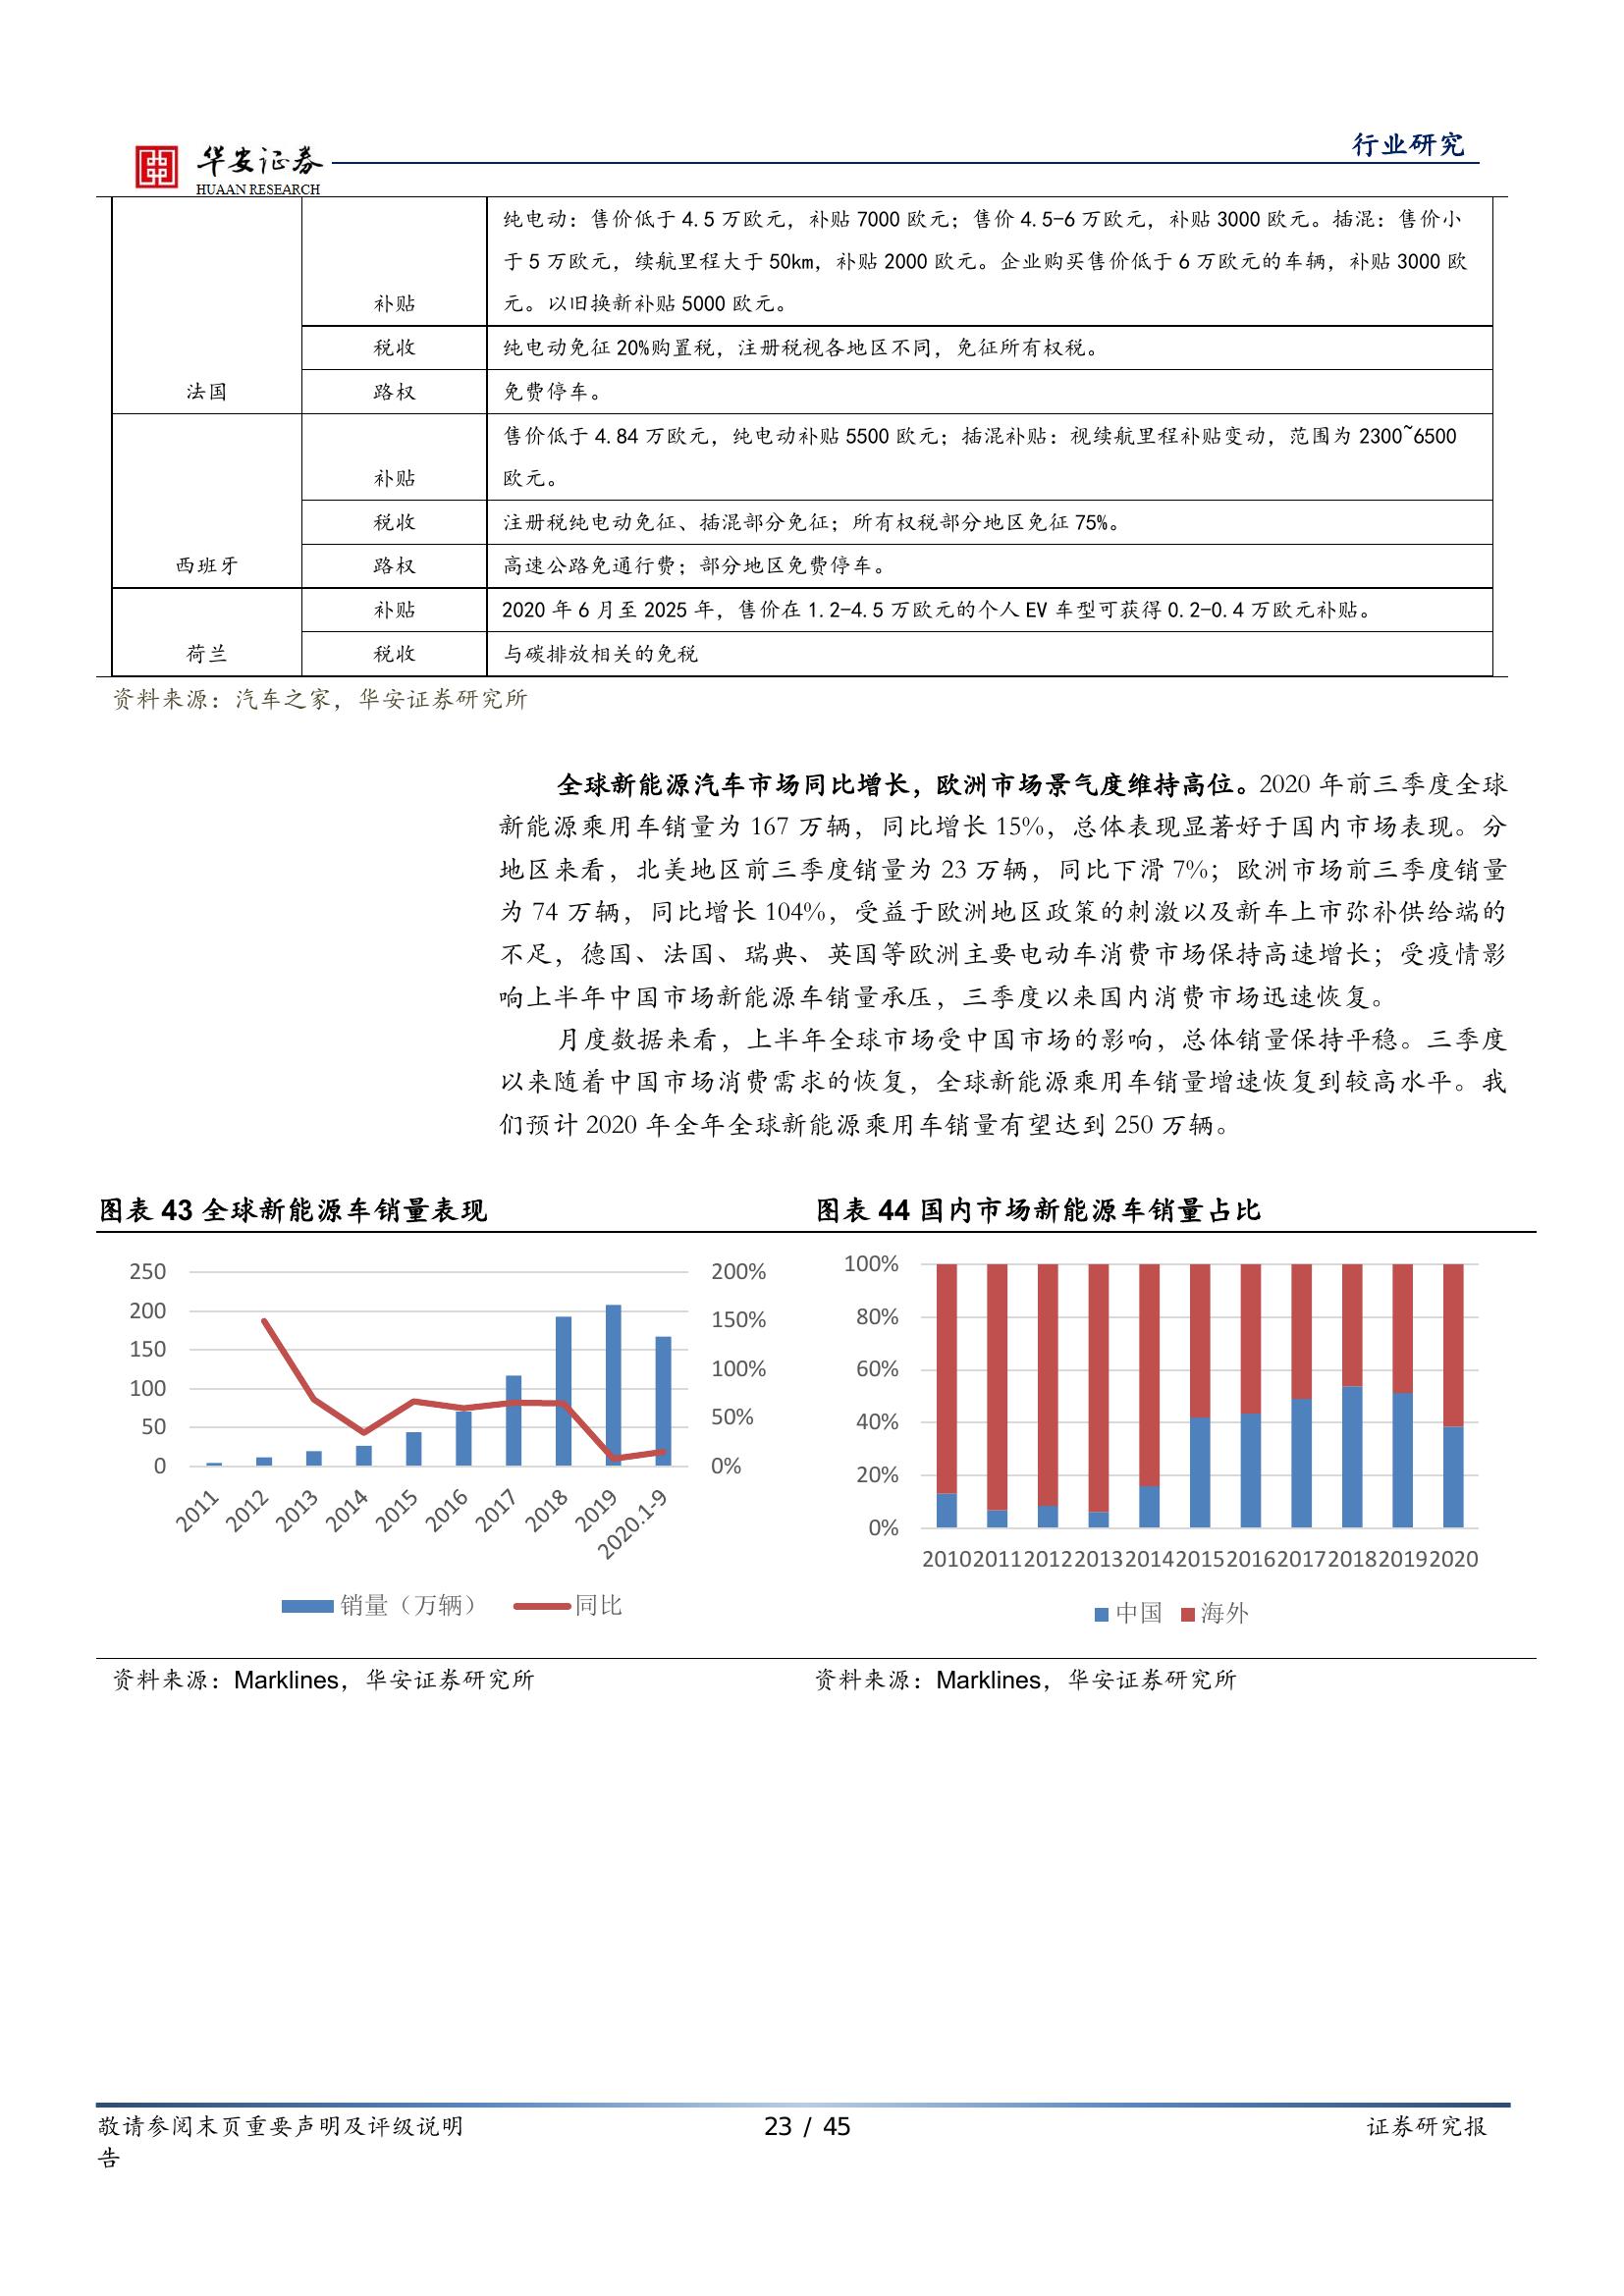 行业研究
华安证券
HUAAN RESEARCH
纯电动：售价低于 4.5 万欧元，补贴 7000 欧元；售价 4.5-6 万欧元，补贴 3000 欧元。插混：售价小
于 5 万欧元，续航里程大于 50km，补贴 2000 欧元。企业购买售价低于 6 万欧元的车辆，补贴 3000 欧
补贴 元。以旧换新补贴 5000 欧元。
税收 纯电动免征 20%购置税，注册税视各地区不同，免征所有权税。
法国 路权 免费停车。
售价低于 4.84 万欧元，纯电动补贴 5500 欧元；插混补贴：视续航里程补贴变动，范围为 2300~6500
补贴 欧元。
税收 注册税纯电动免征、插混部分免征；所有权税部分地区免征 75%。
西班牙 路权 高速公路免通行费；部分地区免费停车。
补贴 2020 年 6 月至 2025 年，售价在 1.2-4.5 万欧元的个人 EV 车型可获得 0.2-0.4 万欧元补贴。
荷兰 税收 与碳排放相关的免税
资料来源：汽车之家，华安证券研究所
全球新能源汽车市场同比增长，欧洲市场景气度维持高位。2020 年前三季度全球
新能源乘用车销量为 167 万辆，同比增长 15%，总体表现显著好于国内市场表现。分
地区来看，北美地区前三季度销量为 23 万辆，同比下滑 7%；欧洲市场前三季度销量
为 74 万辆，同比增长 104%，受益于欧洲地区政策的刺激以及新车上市弥补供给端的
不足，德国、法国、瑞典、英国等欧洲主要电动车消费市场保持高速增长；受疫情影
响上半年中国市场新能源车销量承压，三季度以来国内消费市场迅速恢复。
月度数据来看，上半年全球市场受中国市场的影响，总体销量保持平稳。三季度
以来随着中国市场消费需求的恢复，全球新能源乘用车销量增速恢复到较高水平。我
们预计 2020 年全年全球新能源乘用车销量有望达到 250 万辆。
图表 43 全球新能源车销量表现
250 200%
200 150%
150
100 100%
50 50%
0 0%
2011 2012 2013 2014 2015 2016 2017 2018 2019 2020.1-9
销量（万辆） 同比
资料来源：Marklines，华安证券研究所
图表 44 国内市场新能源车销量占比
100%
80%
60%
40%
20%
0%
2010 2011 2012 2013 2014 2015 2016 2017 2018 2019 2020
中国 海外
资料来源：Marklines，华安证券研究所
敬请参阅末页重要声明及评级说明 23 / 45 证券研究报
告